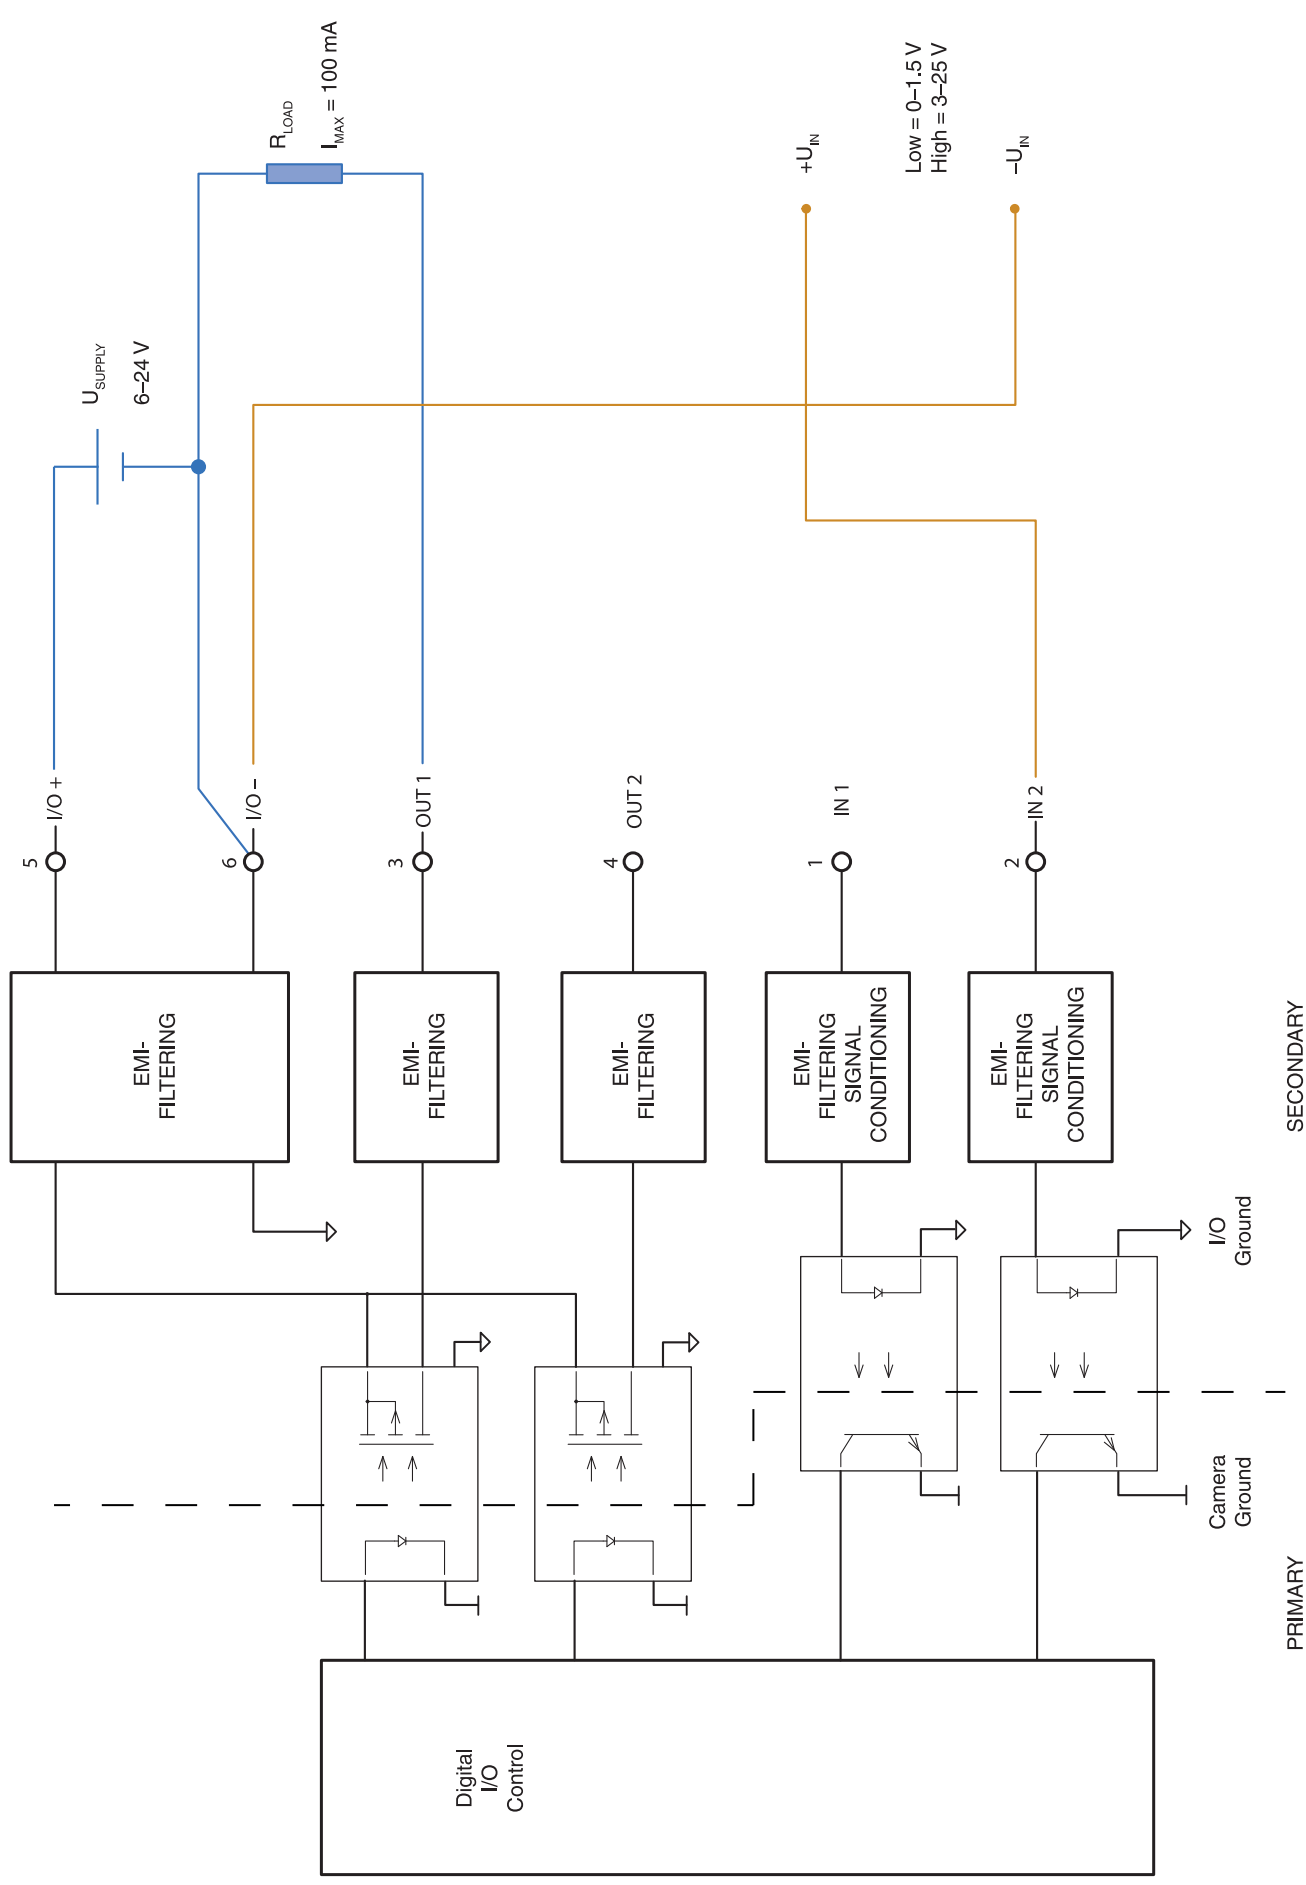 Digital
I/O
Control
EMI-
FILTERING
5
I/O +
6
I/O –
U SUPPLY
6–24 V
EMI-
FILTERING
3
OUT 1
R LOAD
I MAX = 100 mA
EMI-
FILTERING
4
OUT 2
EMI-
FILTERING
SIGNAL
CONDITIONING
1
IN 1
+U IN
Low = 0–1.5 V
High = 3–25 V
–U IN
EMI-
FILTERING
SIGNAL
CONDITIONING
2
IN 2
Camera
Ground
I/O
Ground
PRIMARY
SECONDARY